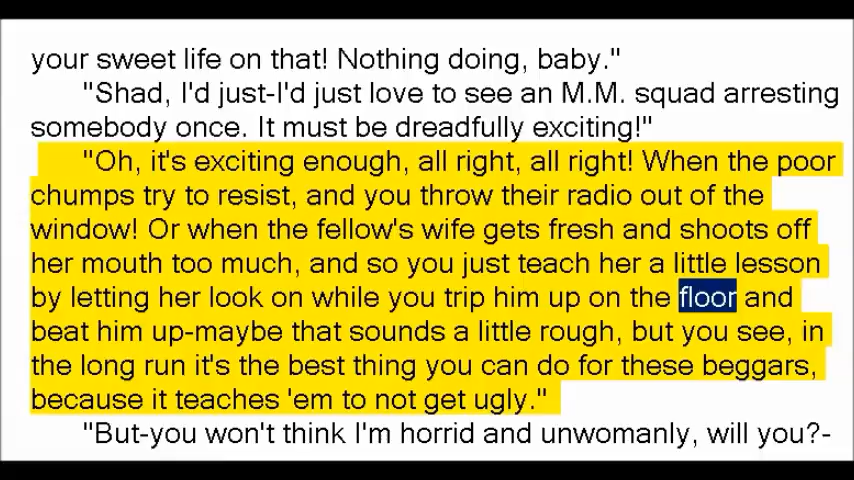 your sweet life on that! Nothing doing, baby."
"Shad, I'd just-I'd just love to see an M.M. squad arresting
somebody once. It must be dreadfully exciting!"
"Oh, it's exciting enough, all right, all right! When the poor
chumps try to resist, and you throw their radio out of the
window! Or when the fellow's wife gets fresh and shoots off
her mouth too much, and so you just teach her a little lesson
by letting her look on while you trip him up on the floor and
beat him up-maybe that sounds a little rough, but you see, in
the long run it's the best thing you can do for these beggars,
because it teaches 'em to not get ugly."
"But-you won't think I'm horrid and unwomanly, will you?-